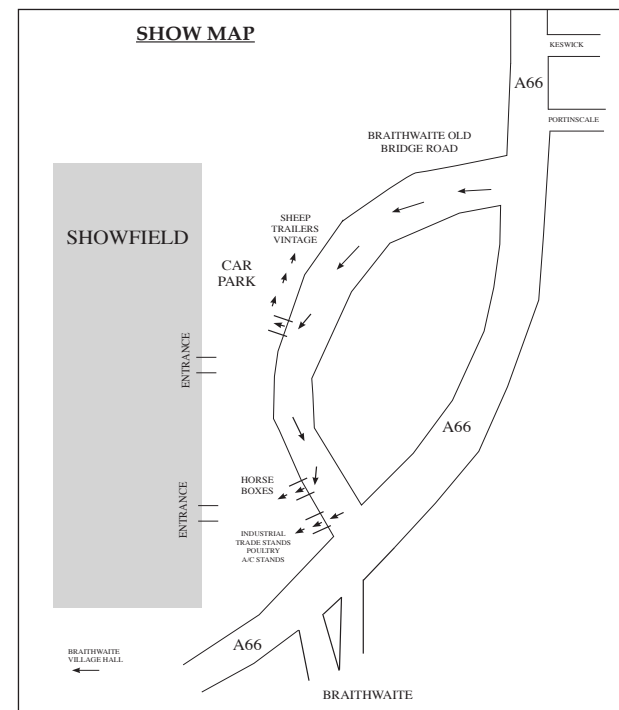 SHOW MAP
KESWICK
A66
PORTINSCALE
BRAITHWAITE OLD
BRIDGE ROAD
SHEEP
TRAILERS
VINTAGE
SHOWFIELD
CAR
PARK
ENTRANCE
A66
HORSE
BOXES
ENTRANCE
INDUSTRIAL
TRADE STANDS
POULTRY
A/C STANDS
A66
BRAITHWAITE
VILLAGE HALL
BRAITHWAITE